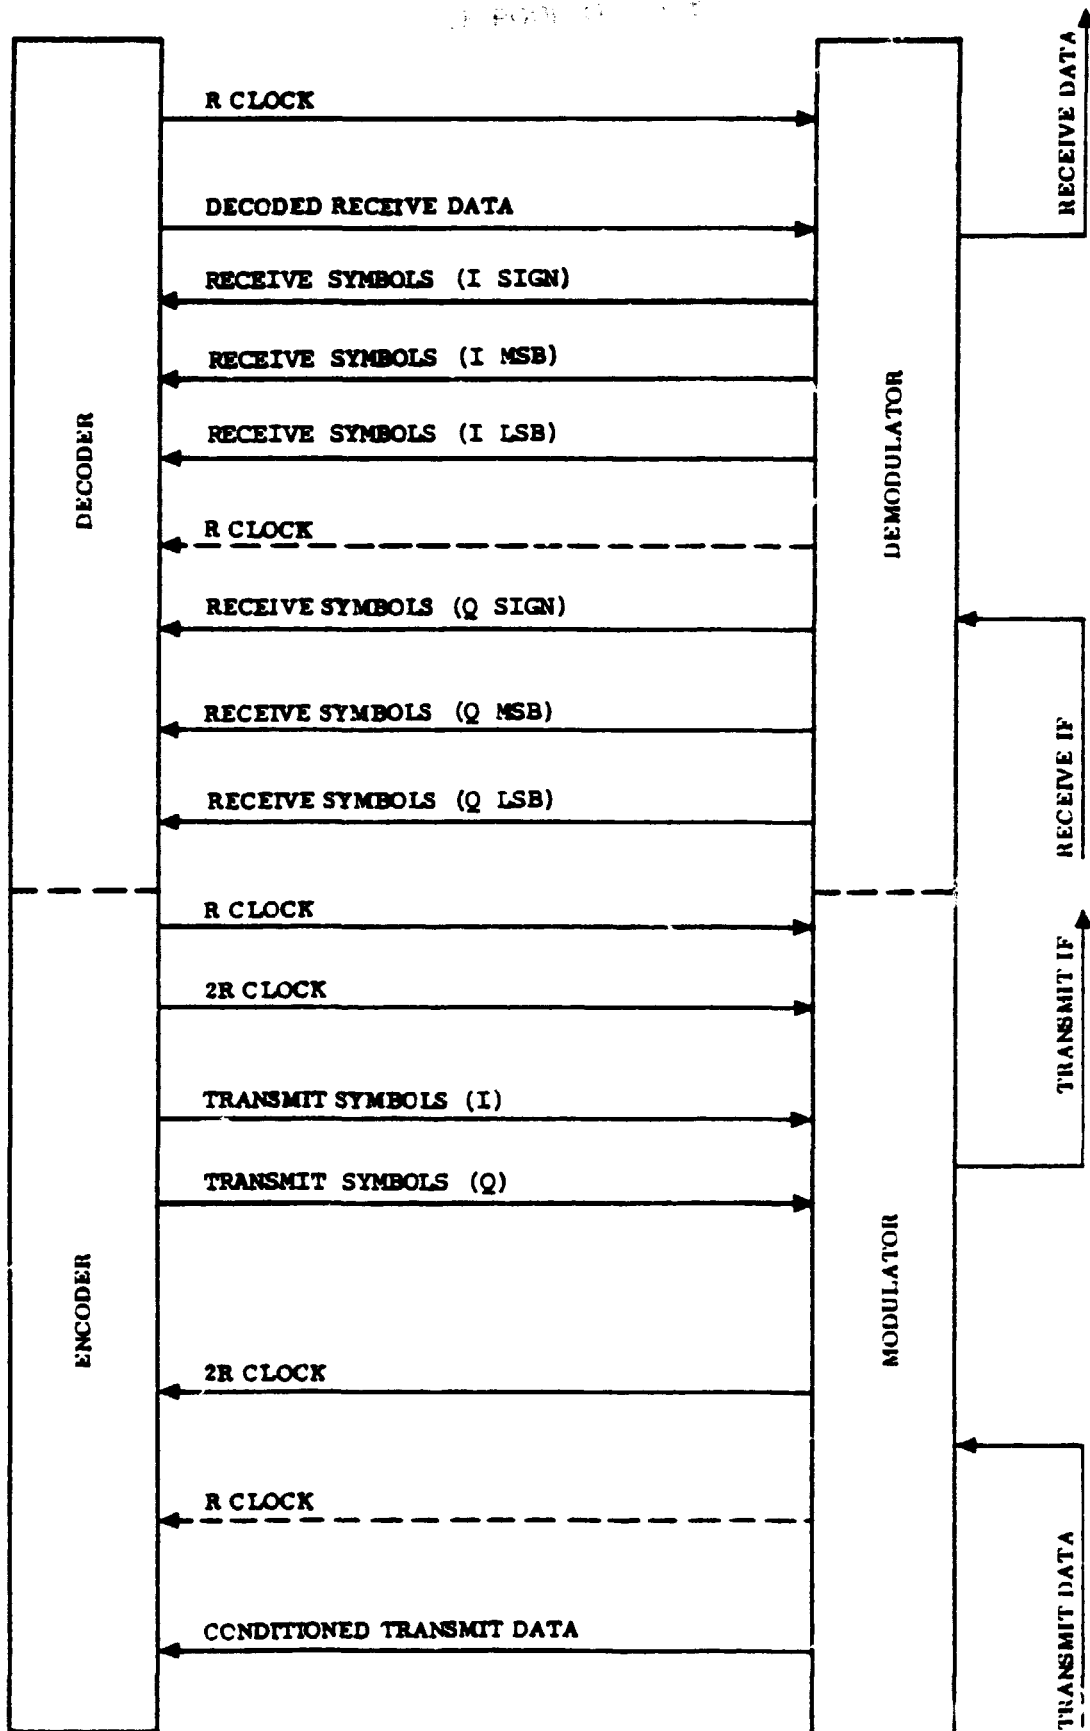 R CLOCK
DECODED RECEIVE DATA
RECEIVE SYMBOLS (I SIGN)
RECEIVE SYMBOLS (I MSB)
RECEIVE SYMBOLS (I LSB)
R CLOCK
RECEIVE SYMBOLS (Q SIGN)
RECEIVE SYMBOLS (Q MSB)
RECEIVE SYMBOLS (Q LSB)
R CLOCK
2R CLOCK
TRANSMIT SYMBOLS (I)
TRANSMIT SYMBOLS (Q)
2R CLOCK
R CLOCK
CONDITIONED TRANSMIT DATA
DECODER
ENCODER
DEMODULATOR
MODULATOR
RECEIVE DATA
RECEIVE IF
TRANSMIT IF
TRANSMIT DATA